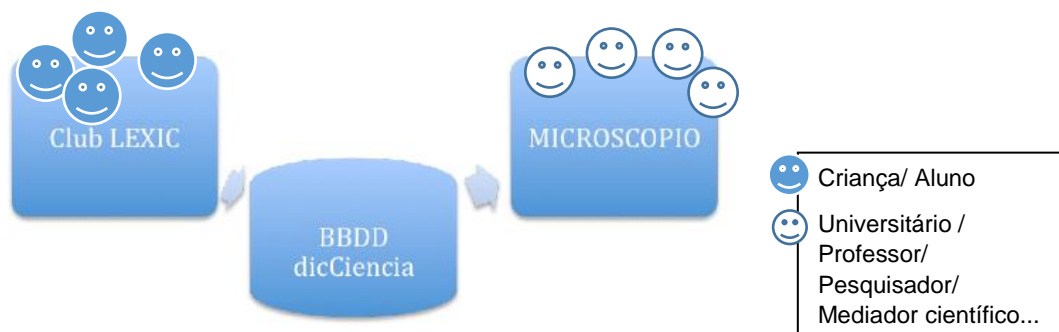 Club LEXIC
MICROSCOPIO
BBDD
dicCiencia
Criança/ Aluno
Universitário /
Professor/
Pesquisador/
Mediador científico...